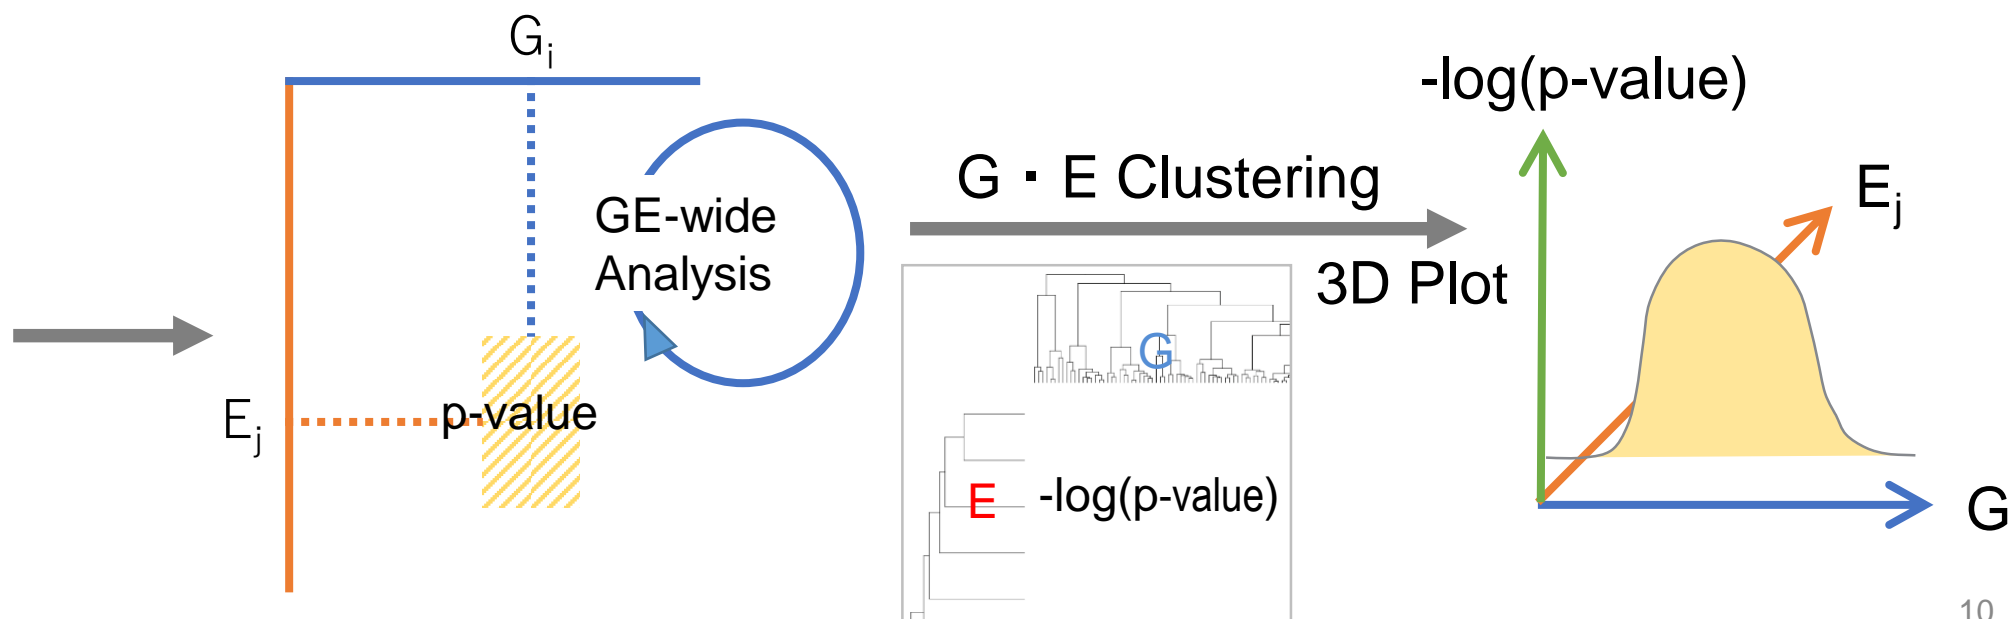 Gi
Ej
p-value
GE-wide
Analysis
G・E Clustering
3D Plot
G
E
-log(p-value)
-log(p-value)
Ej
G
10